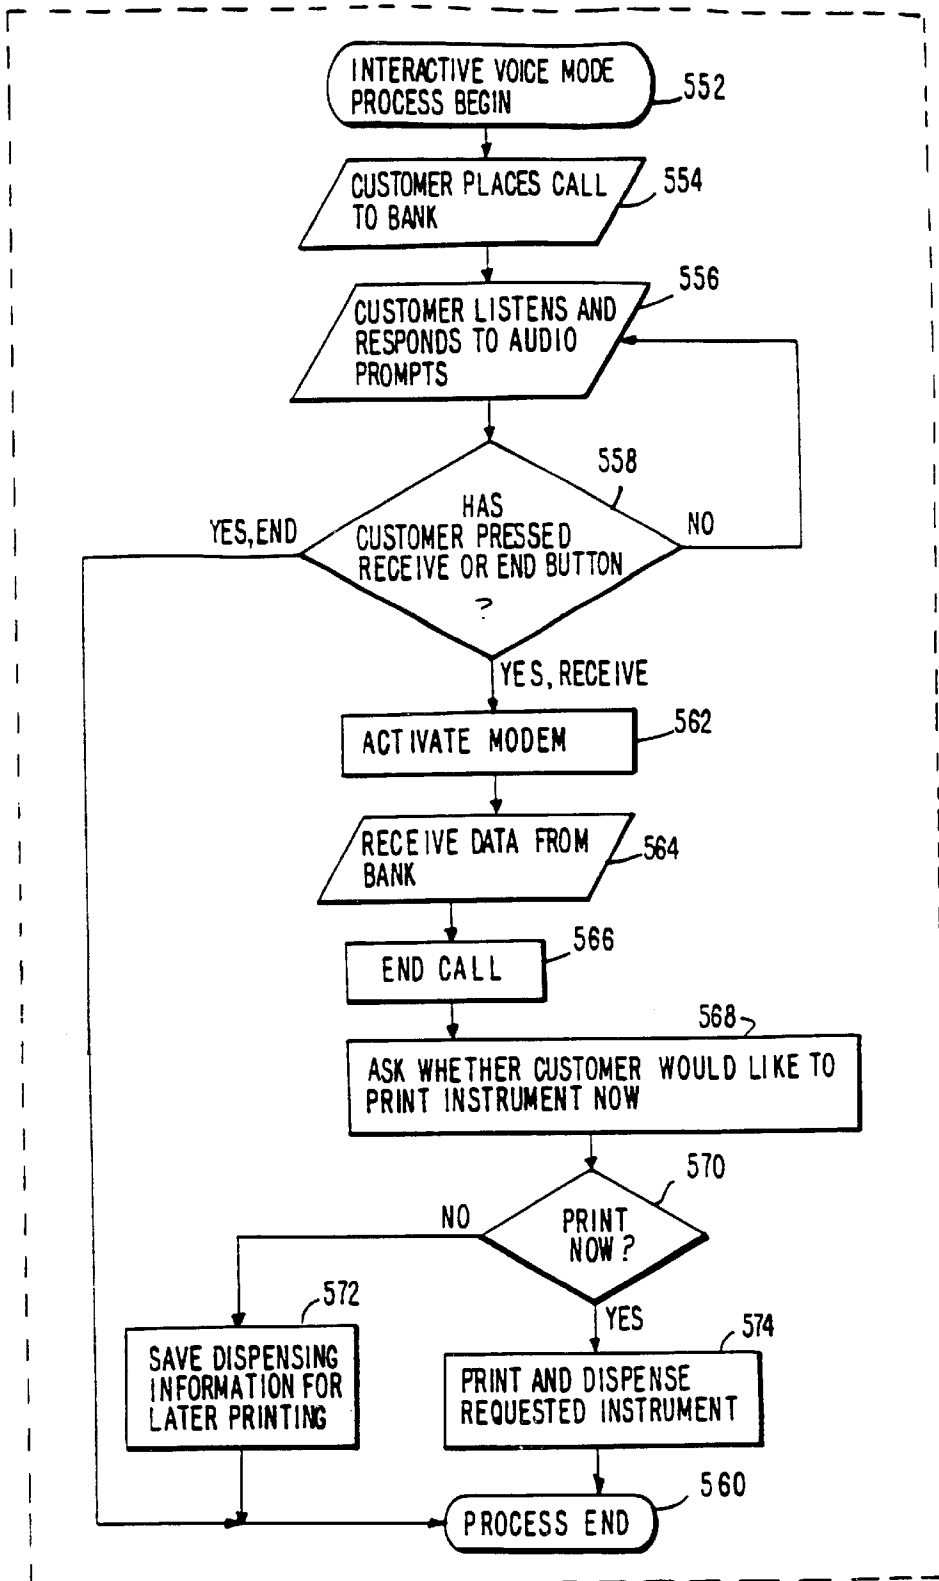 INTERACTIVE VOICE MODE
PROCESS BEGIN
552
CUSTOMER PLACES CALL
TO BANK
554
556
CUSTOMER LISTENS AND
RESPONDS TO AUDIO
PROMPTS
558
HAS
CUSTOMER PRESSED
RECEIVE OR END BUTTON
?
YES, END
NO
YES, RECEIVE
ACTIVATE MODEM
562
RECEIVE DATA FROM
BANK
564
566
END CALL
568
ASK WHETHER CUSTOMER WOULD LIKE TO
PRINT INSTRUMENT NOW
570
PRINT
NOW?
NO
YES
572
SAVE DISPENSING
INFORMATION FOR
LATER PRINTING
574
PRINT AND DISPENSE
REQUESTED INSTRUMENT
560
PROCESS END